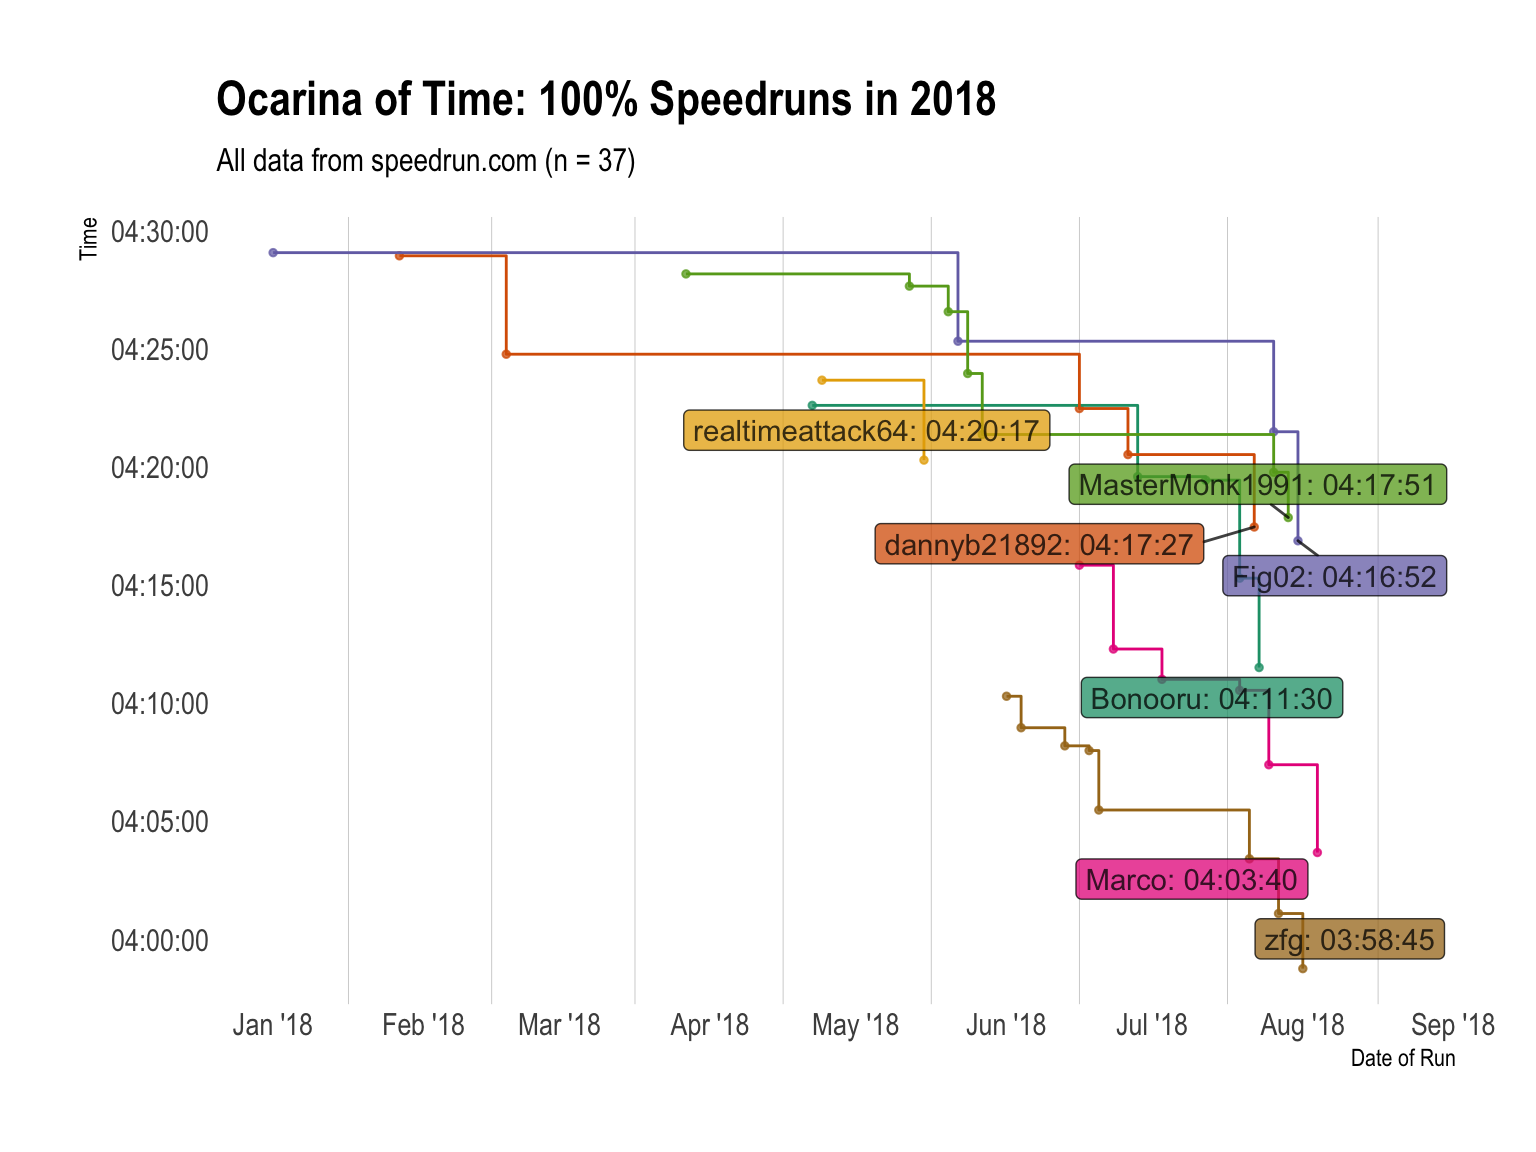 Ocarina of Time: 100% Speedruns in 2018
All data from speedrun.com (n = 37)
Time
04:30:00
04:25:00
04:20:00
04:15:00
04:10:00
04:05:00
04:00:00
realtimeattack64: 04:20:17
MasterMonk1991: 04:17:51
dannyb21892: 04:17:27
Fig02: 04:16:52
Bonooru: 04:11:30
Marco: 04:03:40
zfg: 03:58:45
Jan '18 Feb '18 Mar '18 Apr '18 May '18 Jun '18 Jul '18 Aug '18 Sep '18
Date of Run